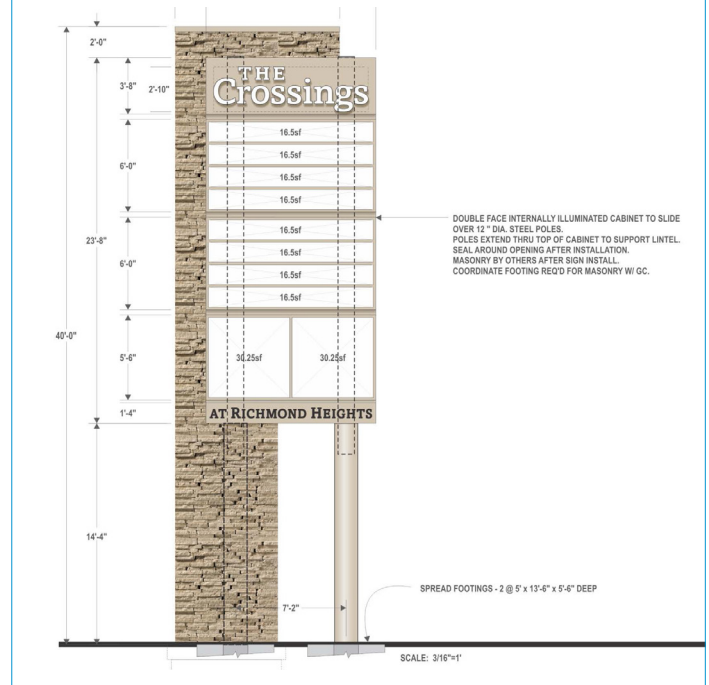 2'-0"
THE
Crossings
3'-8"
2'-10"
16.5sf
6'-0"
16.5sf
16.5sf
16.5sf
DOUBLE FACE INTERNALLY ILLUMINATED CABINET TO SLIDE
OVER 12 " DIA. STEEL POLES.
POLES EXTEND THRU TOP OF CABINET TO SUPPORT LINTEL.
SEAL AROUND OPENING AFTER INSTALLATION.
MASONRY BY OTHERS AFTER SIGN INSTALL.
COORDINATE FOOTING REQ'D FOR MASONRY W/ GC.
16.5sf
23'-8"
16.5sf
6'-0"
16.5sf
16.5sf
40'-0"
5'-6"
30.25sf
30.25sf
1'-4"
AT RICHMOND HEIGHTS
14'-4"
SPREAD FOOTINGS - 2 @ 5' x 13'-6" x 5'-6" DEEP
7'-2"
SCALE: 3/16"=1'